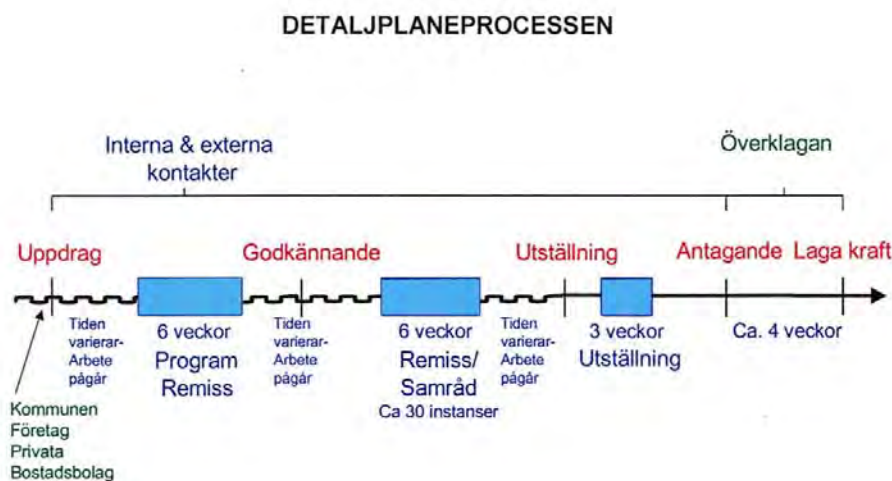 DETALJPLANEPROCESSEN
Interna & externa
kontakter
Överklagan
Uppdrag
Godkännande
Utställning
Antagande
Laga kraft
Tiden
varierar-
Arbete
pågår
6 veckor
Program
Remiss
Tiden
varierar-
Arbete
pågår
6 veckor
Remiss/
Samråd
Ca 30 instanser
Tiden
varierar-
Arbete
pågår
3 veckor
Utställning
Ca. 4 veckor
Kommunen
Företag
Privata
Bostadsbolag